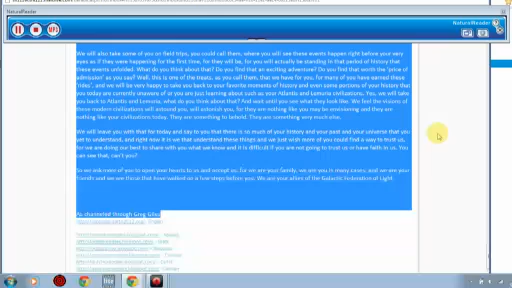 NaturalReader
NaturalReader
MP3
We will also take some of you on field trips, you could call them, where you will see these events happen right before your very
eyes as if they were happening for the first time, for they will be, for you will actually be standing in that period of history that
these events unfolded. What do you think about that? Do you find that an exciting adventure? Do you find that worth the 'price of
admission' as you say? Well, this is one of the treats, as you call them, that we have for you, for many of you have earned these
'rides', and we will be very happy to take you back to your favorite moments of history and even some portions of your history that
you today are currently unaware of or you are just learning about such as your Atlantis and Lemuria civilizations. Yes, we will take
you back to Atlantis and Lemuria, what do you think about that? And wait until you see what they look like. We feel the visions of
these modern civilizations will astound you, will astonish you, for they are nothing like you may be envisioning and they are
nothing like your civilizations today. They are something to behold. They are something very else.
We will leave you with that for today and say to you that there is so much of your history and your past and your universe that you
yet to understand, and right now it is we that understand these things and we just wish more of you could find a way to trust us,
for we are doing our best to share with you what we know and it is difficult if you are not going to trust us or have faith in us. You
can see that, can't you?
So we ask more of you to open your hearts to us and accept us, for we are your family, we are you in many cases, and we are your
friends and we are those that have walked on a few steps before you. We are your allies of the Galactic Federation of Light.
As channeled through Greg Giles